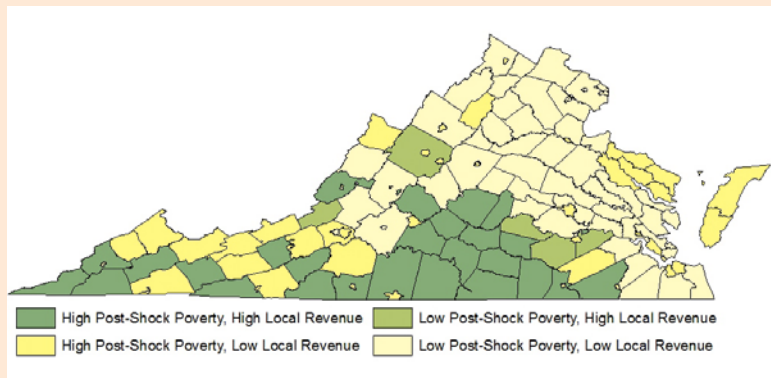 High Post-Shock Poverty, High Local Revenue
Low Post-Shock Poverty, High Local Revenue
High Post-Shock Poverty, Low Local Revenue
Low Post-Shock Poverty, Low Local Revenue